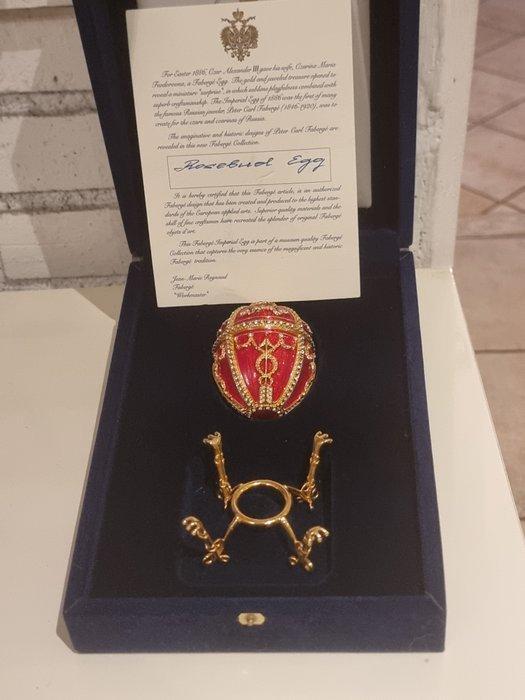 For Easter 1886, Czar Alexander III gave his wife, Czarina Maria
Feodorovna, a Fabergé Egg. The gold and jeweled treasure opened to
reveal a miniature "surprise", in which sublime playfulness combined with
superb craftsmanship. The Imperial Egg of 1886 was the first of many
the famous Russian jeweler, Peter Carl Fabergé (1846-1920), was to
create for the czars and czarinas of Russia.
The imaginative and historic designs of Peter Carl Fabergé are
revealed in this new Fabergé Collection.
Rosebud Egg
It is hereby certified that this Fabergé article, is an authorized
Fabergé design that has been created and produced to the highest stan-
dards of the European applied arts. Superior quality materials and the
skill of fine craftsmen have recreated the splendor of original Fabergé
objets d'art.
This Fabergé Imperial Egg is part of a museum quality Fabergé
Collection that captures the very essence of the magnificent and historic
Fabergé tradition.
Jean-Marie Reynaud
Fabergé
"Workmaster"